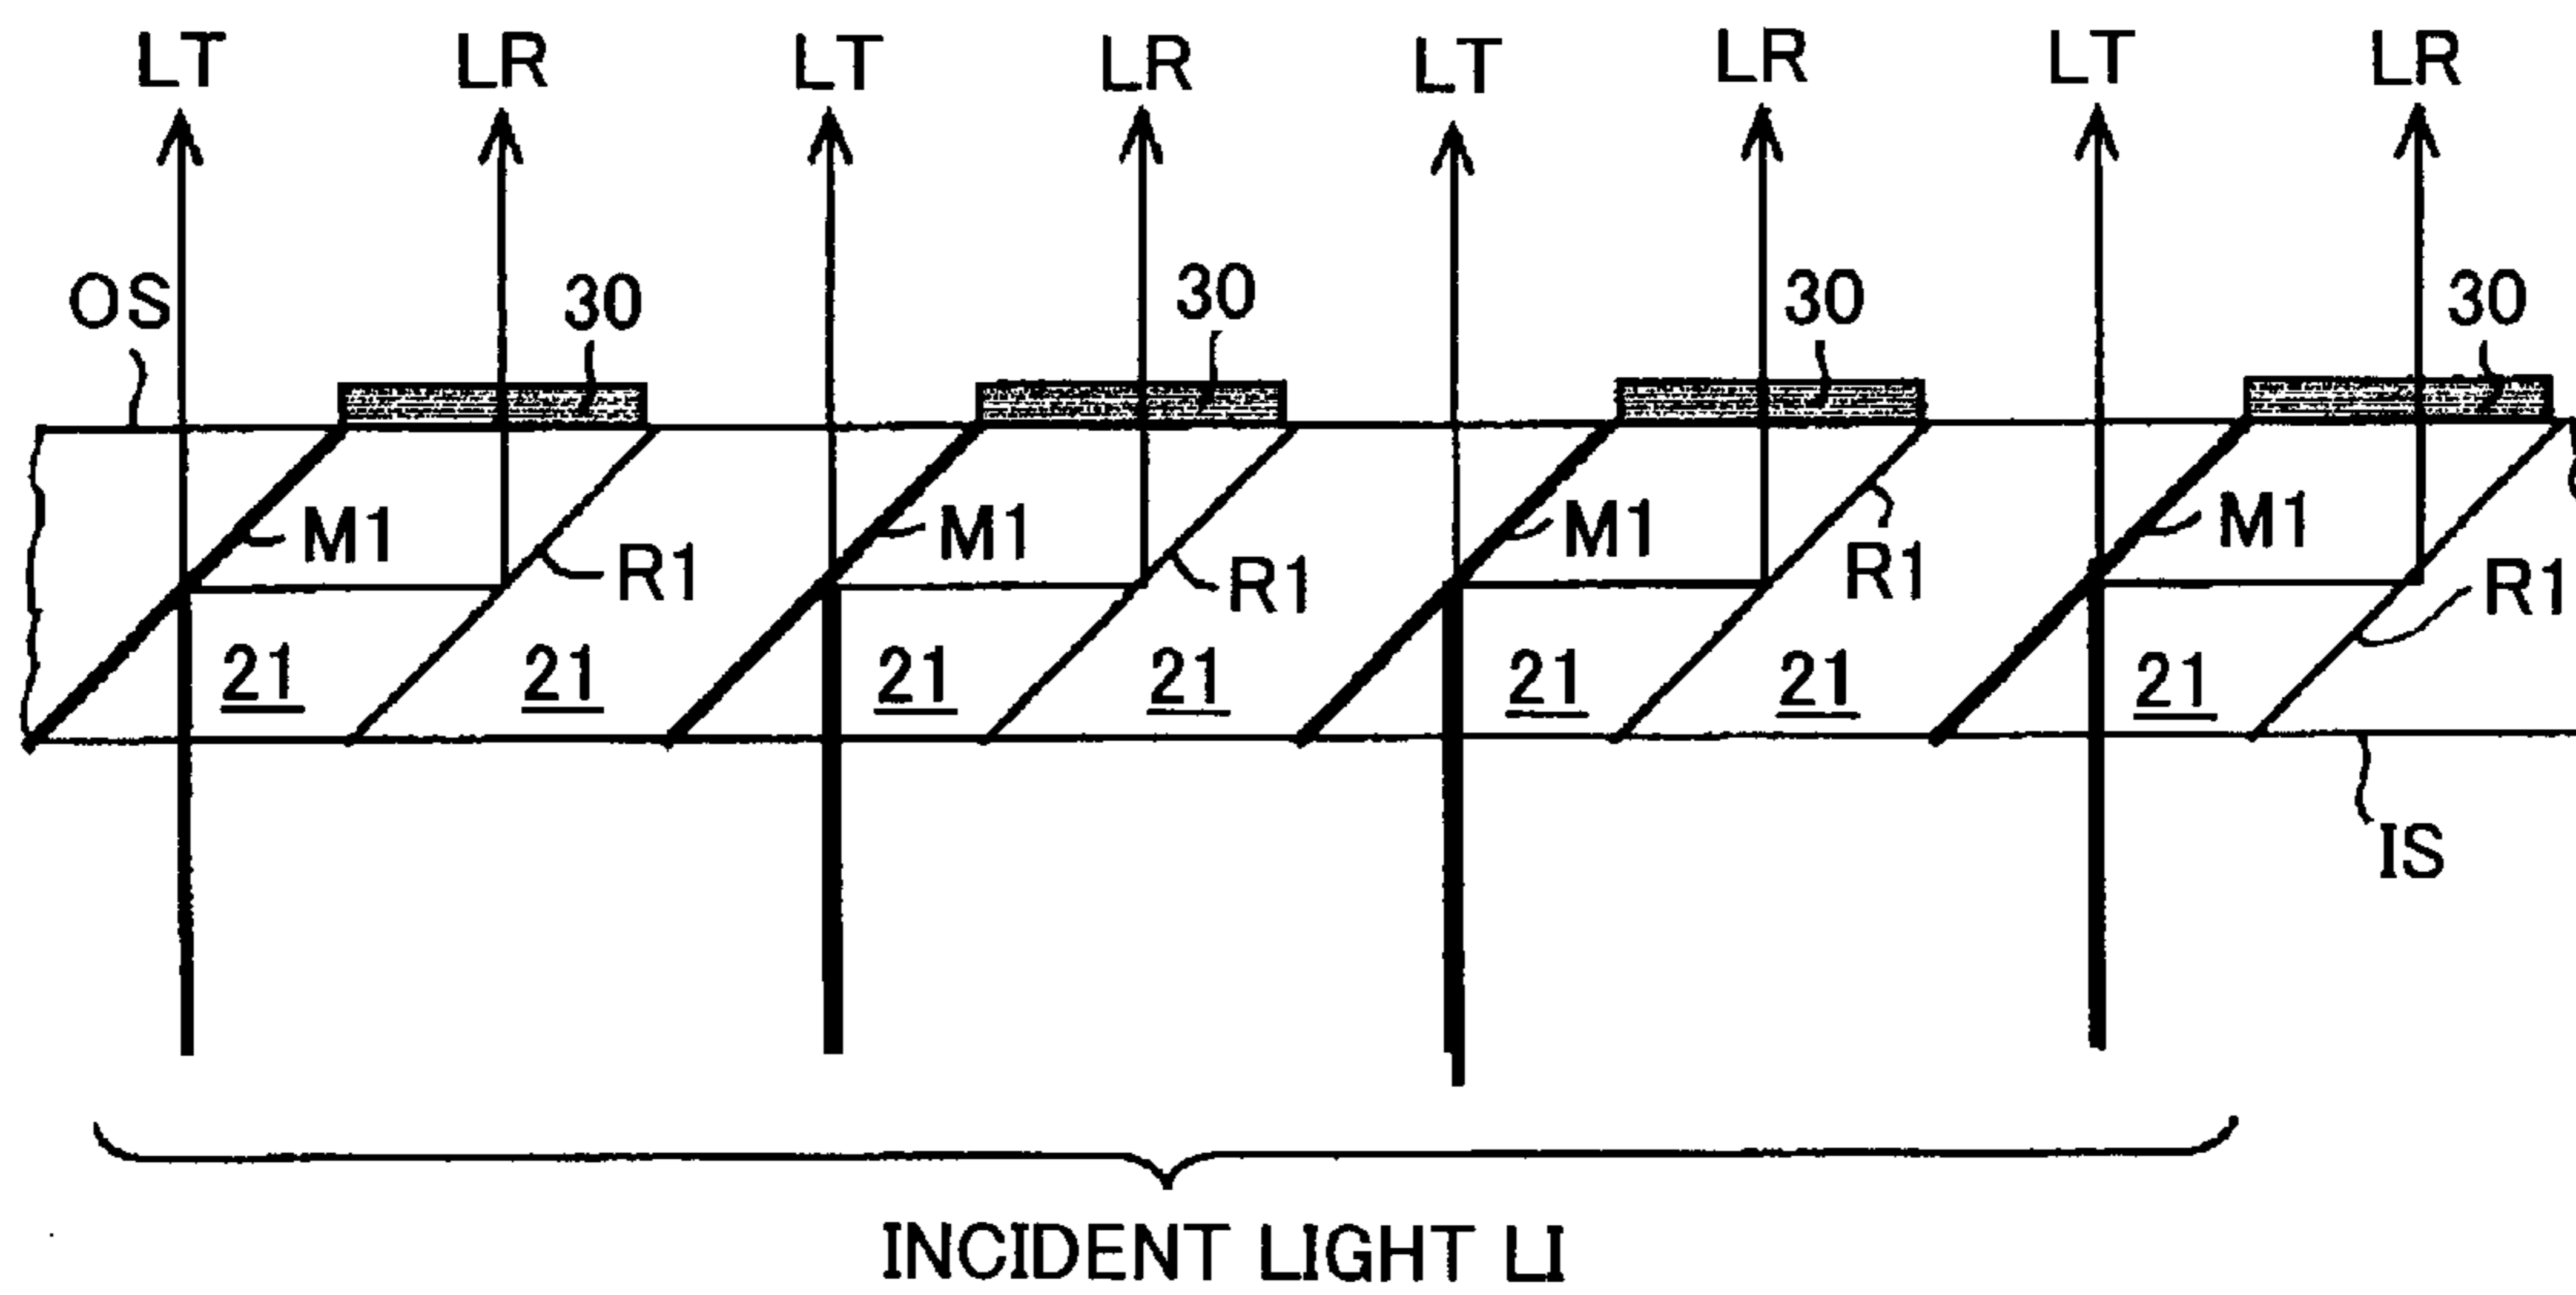 LT LR LT LR LT LR LT LR
OS 30 30 30 30
M1 R1 M1 R1 M1 R1 M1 R1
21 21 21 21 21 21 21
IS
INCIDENT LIGHT LI